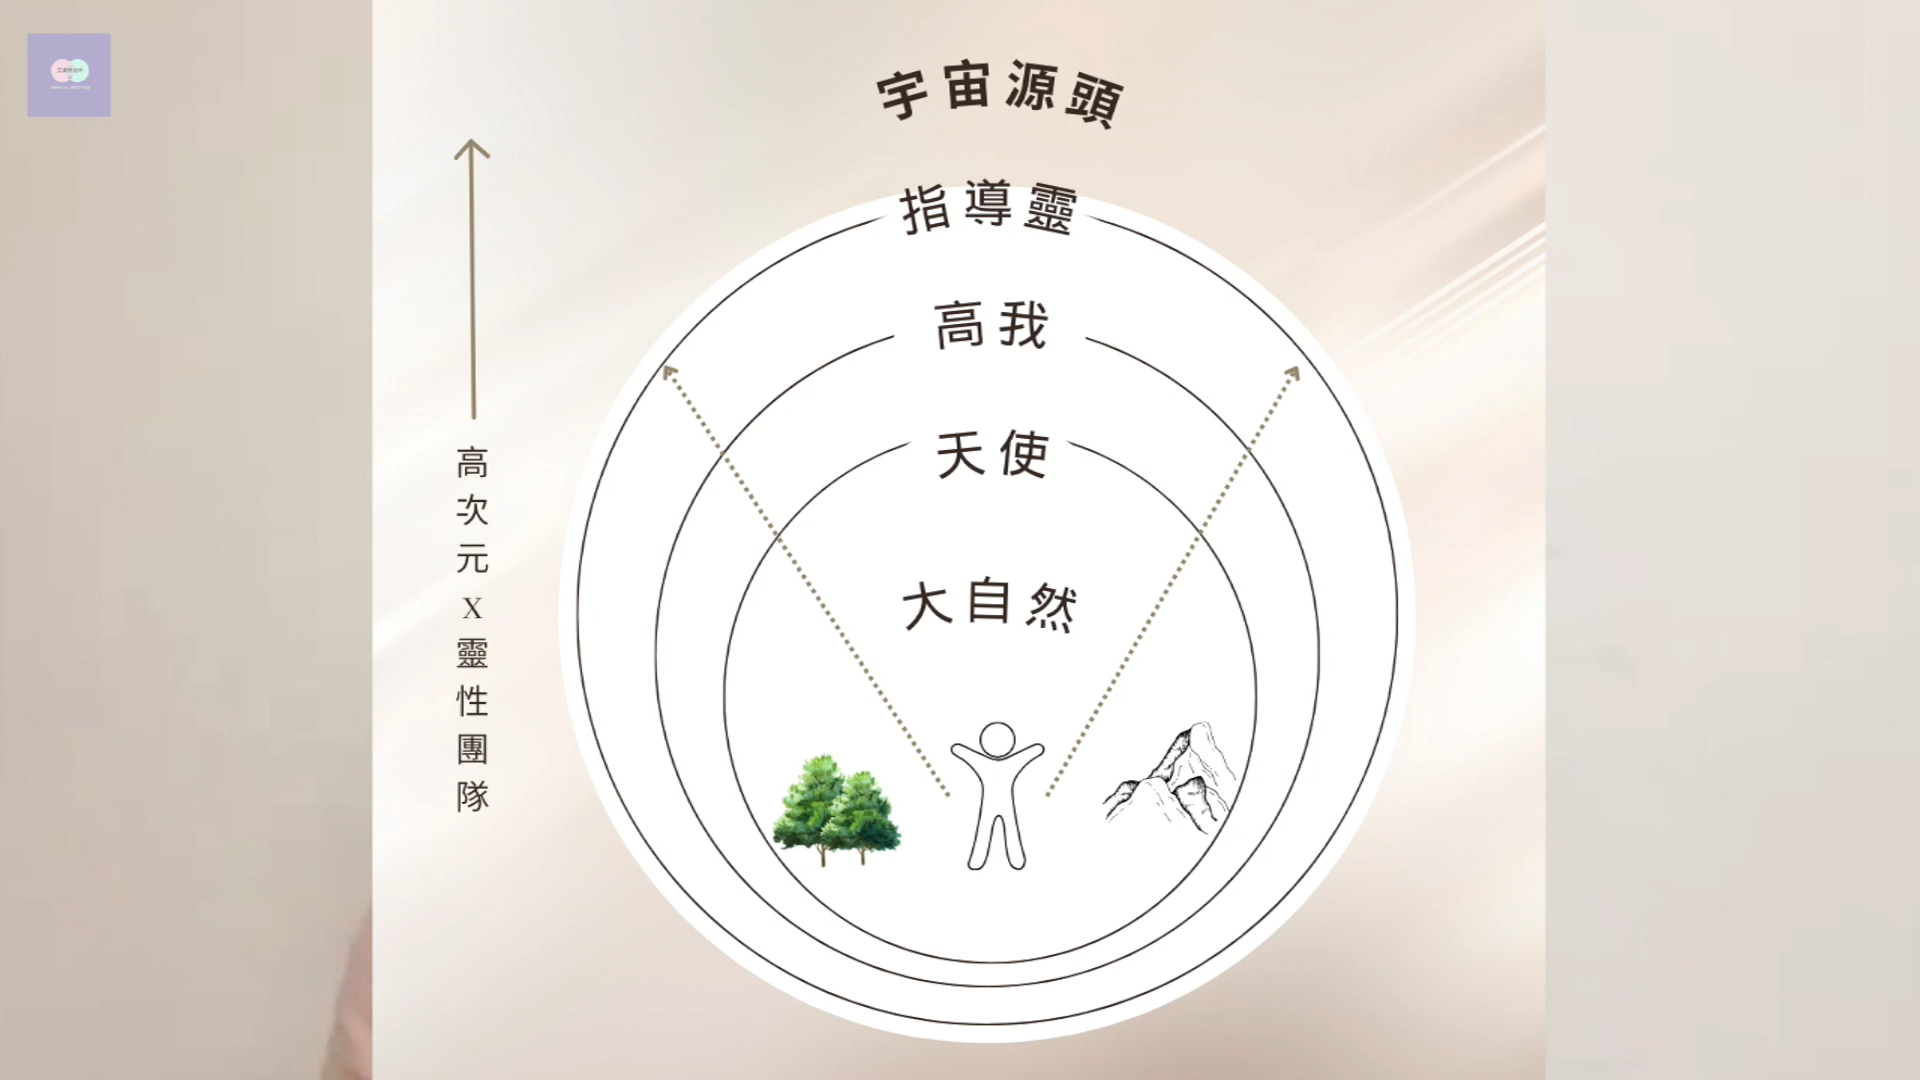 宇宙源頭
指導靈
高我
天使
大自然
高次元x靈性團隊